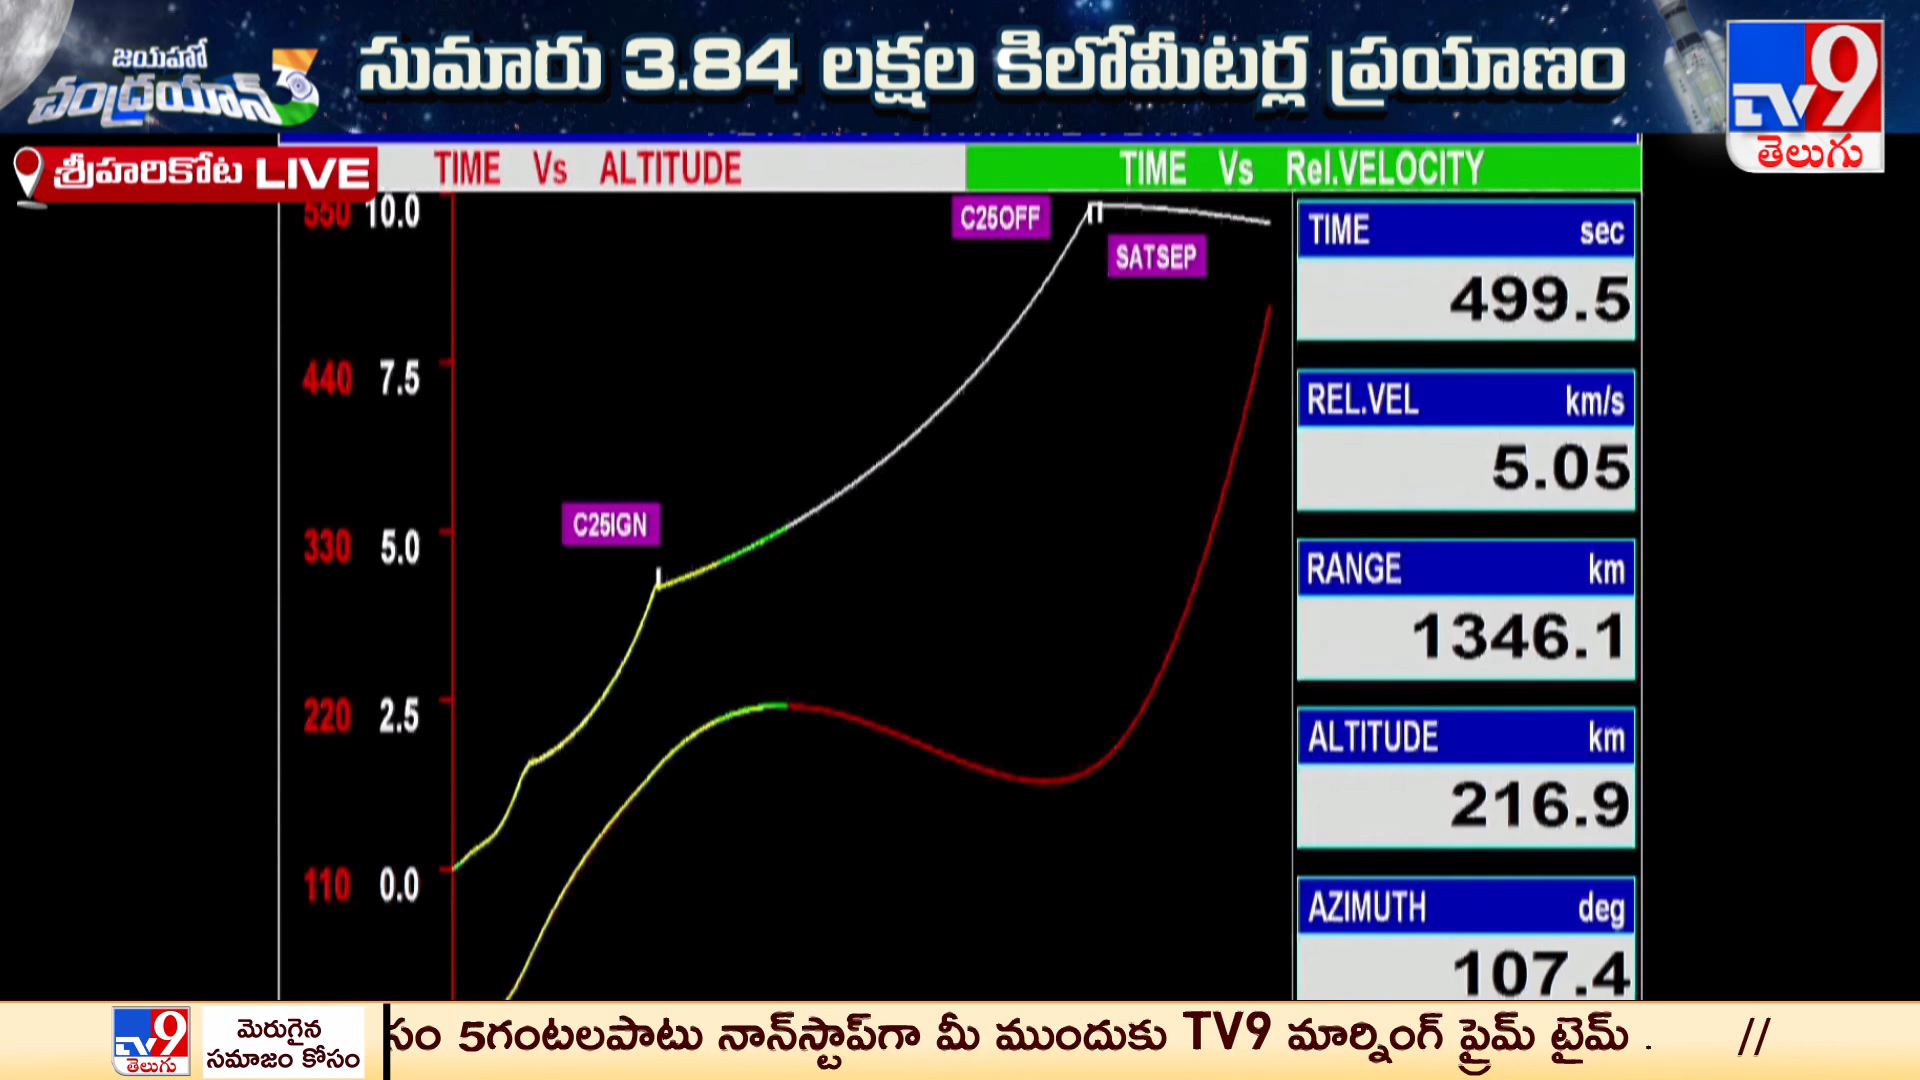 జయహో
చంద్రయాన్ 3
సుమారు 3.84 లక్షల కిలోమీటర్ల ప్రయాణం
TV9
తెలుగు
శ్రీహరికోట LIVE
TIME Vs ALTITUDE
TIME Vs Rel.VELOCITY
550 10.0
440 7.5
330 5.0
220 2.5
110 0.0
C25IGN
C25OFF
SATSEP
TIME sec
499.5
REL.VEL km/s
5.05
RANGE km
1346.1
ALTITUDE km
216.9
AZIMUTH deg
107.4
TV9
తెలుగు
మెరుగైన
సమాజం కోసం
సం 5గంటలపాటు నాన్‌స్టాప్‌గా మీ ముందుకు TV9 మార్నింగ్ ప్రైమ్ టైమ్ . //